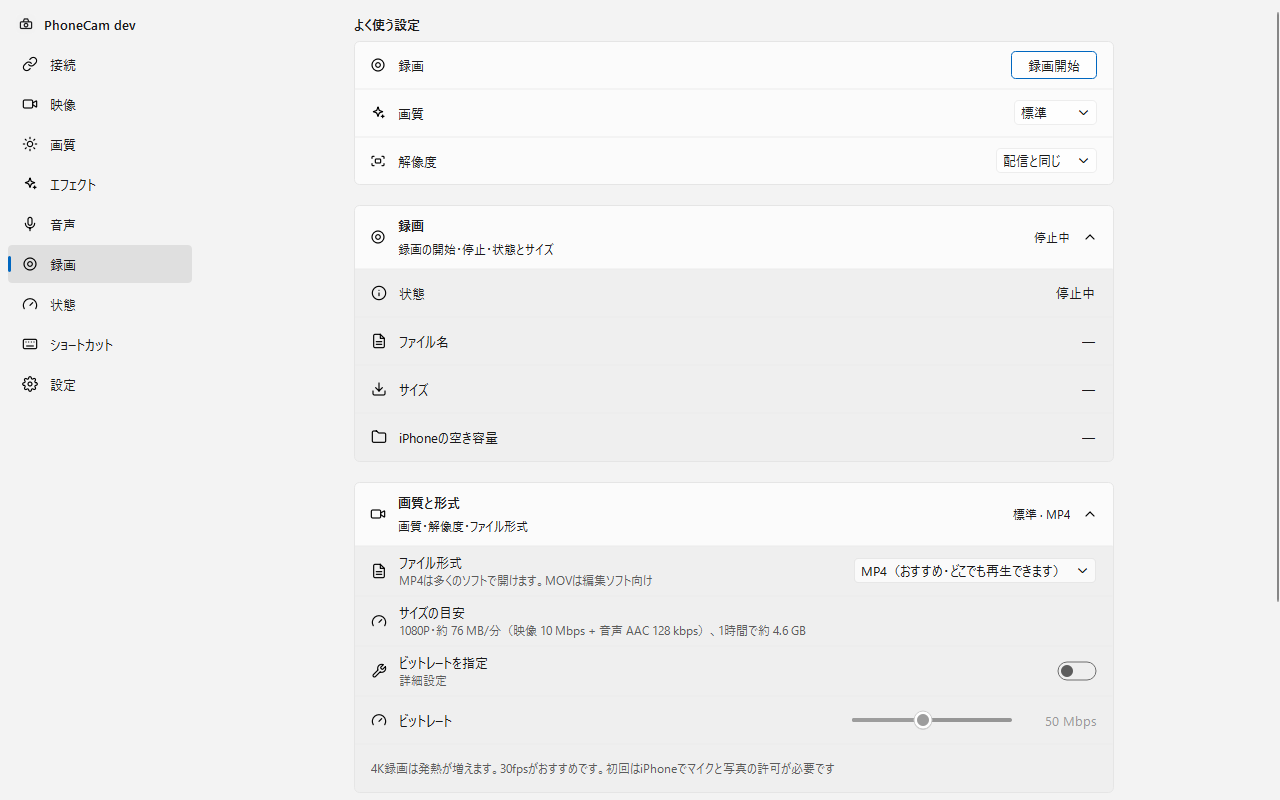 PhoneCam dev
接続
映像
画質
エフェクト
音声
録画
状態
ショートカット
設定
よく使う設定
録画
録画開始
画質
標準
解像度
配信と同じ
録画
録画の開始・停止・状態とサイズ
停止中
状態
停止中
ファイル名
—
サイズ
—
iPhoneの空き容量
—
画質と形式
画質・解像度・ファイル形式
標準 · MP4
ファイル形式
MP4は多くのソフトで開けます。MOVは編集ソフト向け
MP4（おすすめ・どこでも再生できます）
サイズの目安
1080P・約 76 MB/分（映像 10 Mbps + 音声 AAC 128 kbps）、1時間で約 4.6 GB
ビットレートを指定
詳細設定
ビットレート
50 Mbps
4K録画は発熱が増えます。30fpsがおすすめです。初回はiPhoneでマイクと写真の許可が必要です